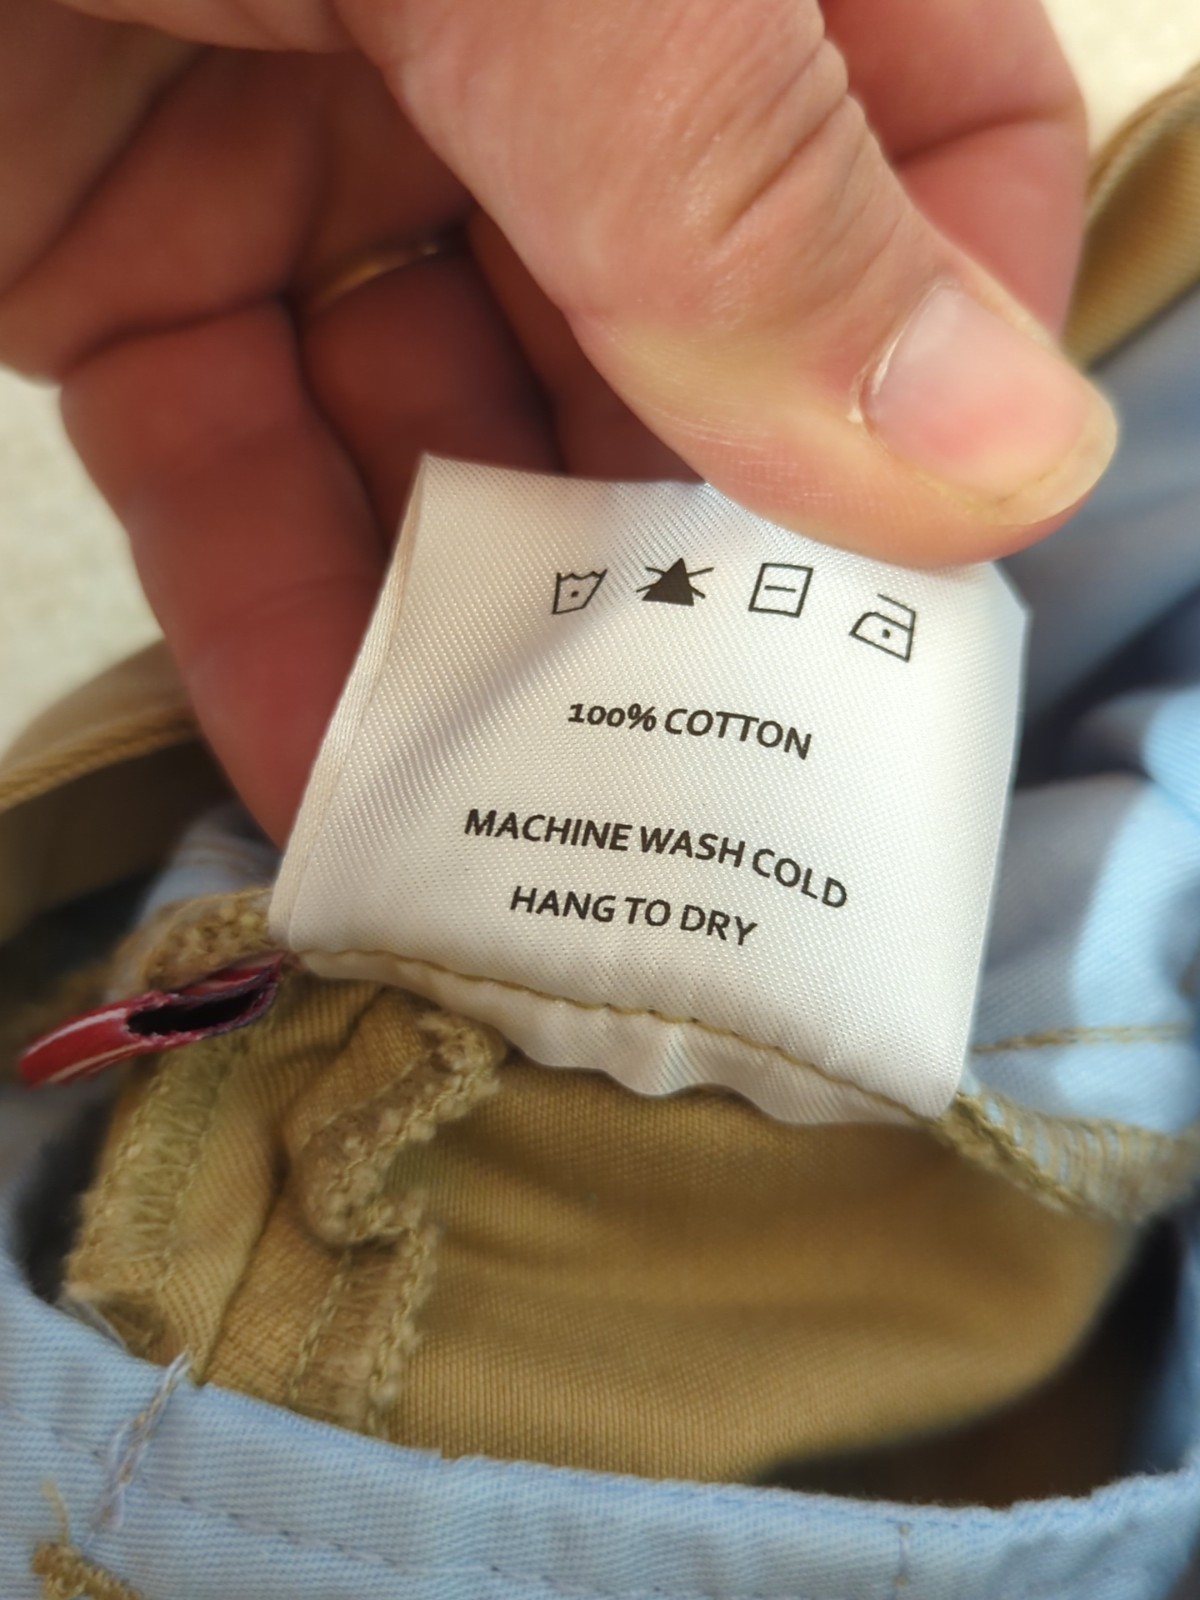 100% COTTON
MACHINE WASH COLD
HANG TO DRY